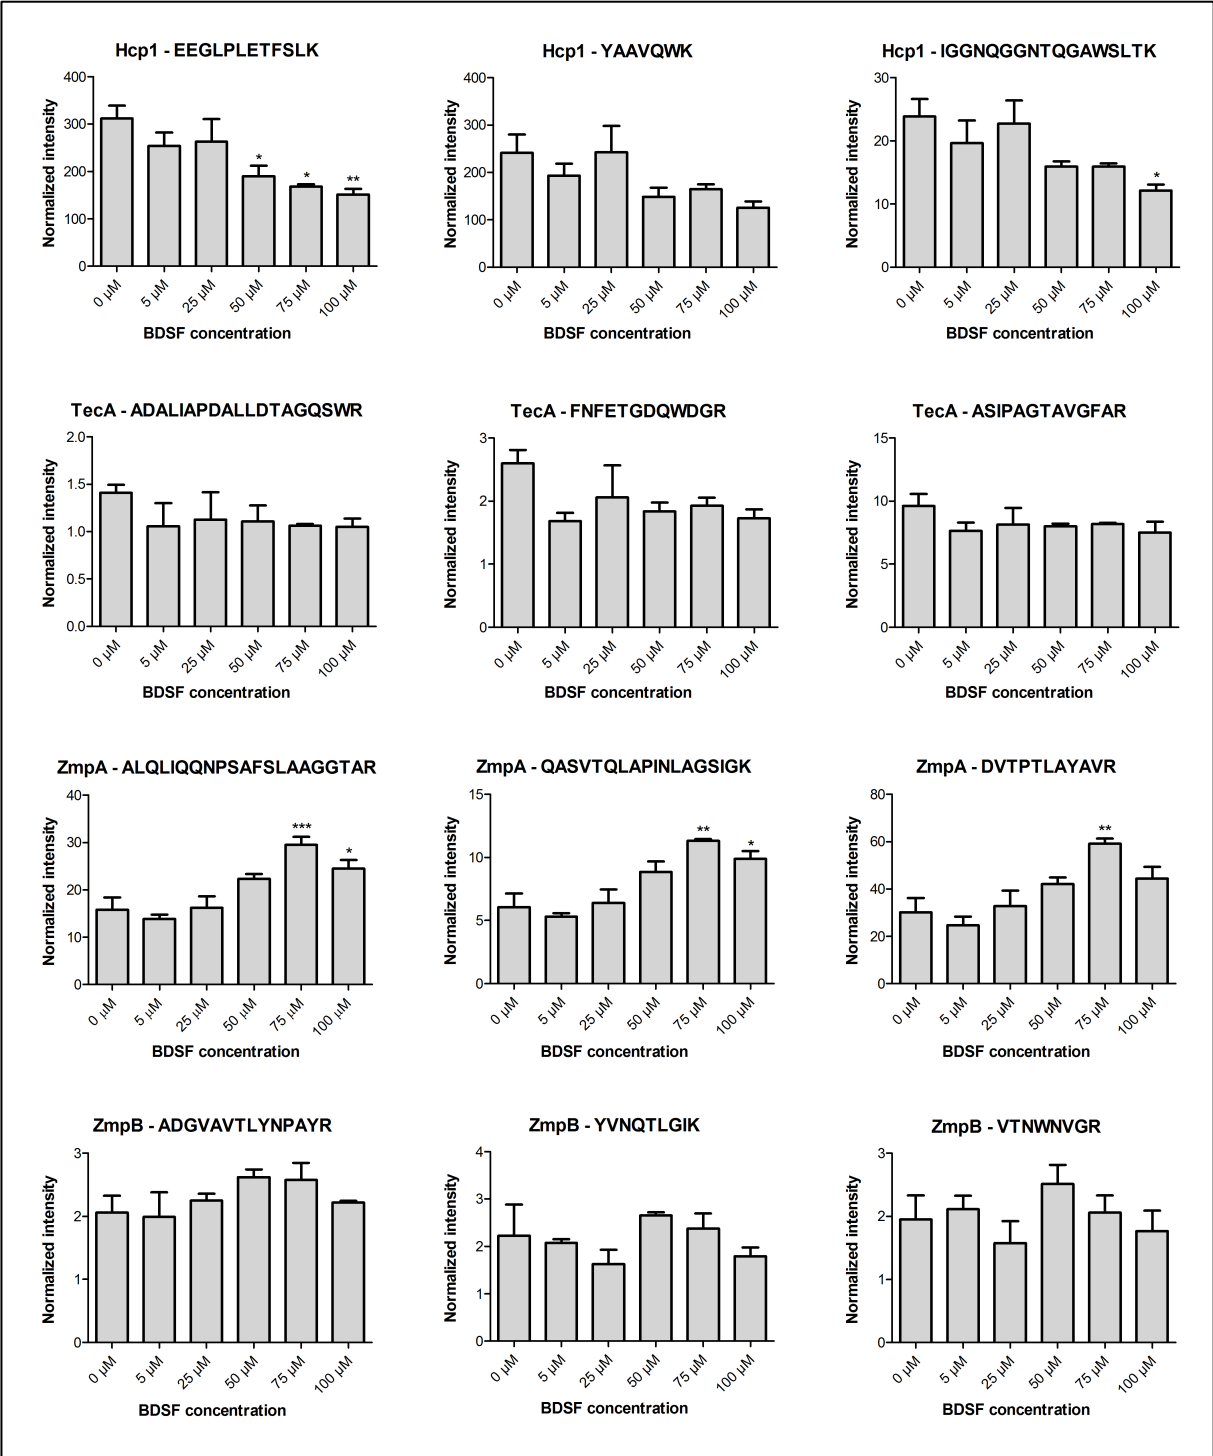 Hcp1 - EEGLPLETFSLK
Normalized intensity
400
300
200
100
0
*
*
**
0 µM
5 µM
25 µM
50 µM
75 µM
100 µM
BDSF concentration
Hcp1 - YAAVQWK
Normalized intensity
400
300
200
100
0
0 µM
5 µM
25 µM
50 µM
75 µM
100 µM
BDSF concentration
Hcp1 - IGGNQGGNTQGAWSLTK
Normalized intensity
30
20
10
0
*
0 µM
5 µM
25 µM
50 µM
75 µM
100 µM
BDSF concentration
TecA - ADALIAPDALLDTAGQSWR
Normalized intensity
2.0
1.5
1.0
0.5
0.0
0 µM
5 µM
25 µM
50 µM
75 µM
100 µM
BDSF concentration
TecA - FNFETGDQWDGR
Normalized intensity
3
2
1
0
0 µM
5 µM
25 µM
50 µM
75 µM
100 µM
BDSF concentration
TecA - ASIPAGTAVGFAR
Normalized intensity
15
10
5
0
0 µM
5 µM
25 µM
50 µM
75 µM
100 µM
BDSF concentration
ZmpA - ALQLIQQNPSAFSLAAGGTAR
Normalized intensity
40
30
20
10
0
***
*
0 µM
5 µM
25 µM
50 µM
75 µM
100 µM
BDSF concentration
ZmpA - QASVTQLAPINLAGSIGK
Normalized intensity
15
10
5
0
**
*
0 µM
5 µM
25 µM
50 µM
75 µM
100 µM
BDSF concentration
ZmpA - DVTPTLAYAVR
Normalized intensity
80
60
40
20
0
**
0 µM
5 µM
25 µM
50 µM
75 µM
100 µM
BDSF concentration
ZmpB - ADGVAVTLYNPAYR
Normalized intensity
3
2
1
0
0 µM
5 µM
25 µM
50 µM
75 µM
100 µM
BDSF concentration
ZmpB - YVNQTLGIK
Normalized intensity
4
3
2
1
0
0 µM
5 µM
25 µM
50 µM
75 µM
100 µM
BDSF concentration
ZmpB - VTNWNVGR
Normalized intensity
3
2
1
0
0 µM
5 µM
25 µM
50 µM
75 µM
100 µM
BDSF concentration